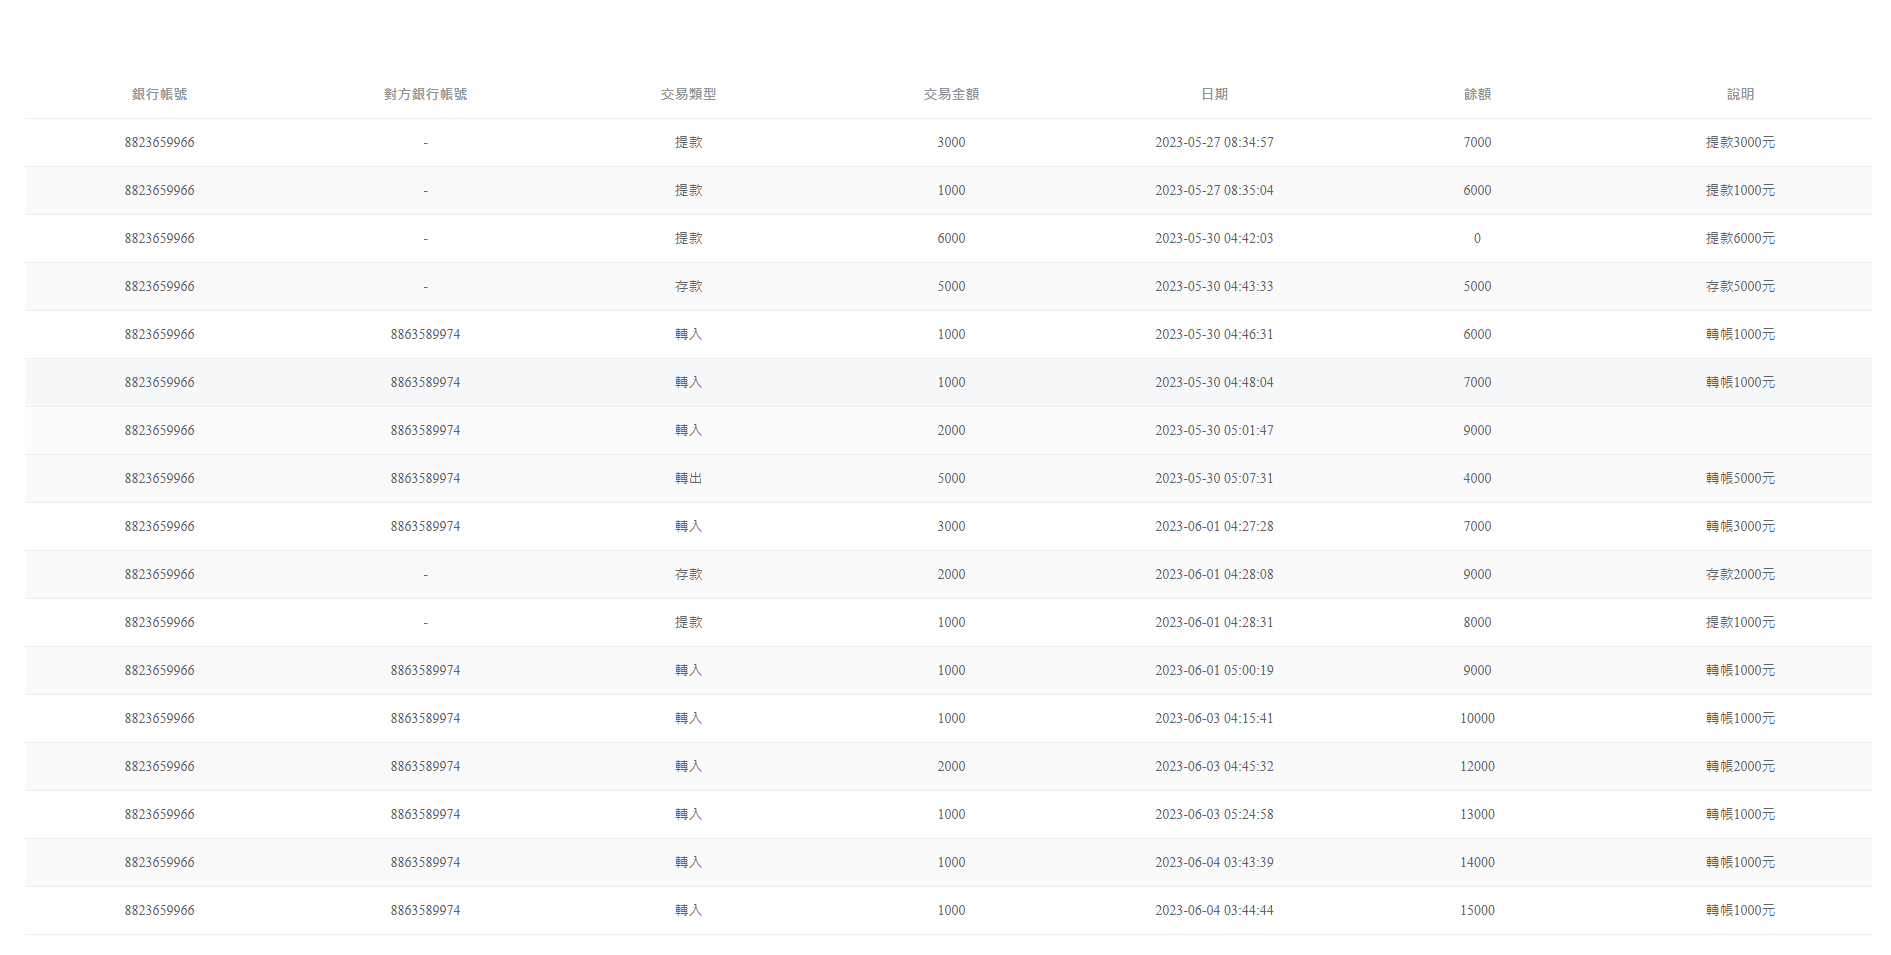 銀行帳號 對方銀行帳號 交易類型 交易金額 日期 餘額 說明
8823659966 - 提款 3000 2023-05-27 08:34:57 7000 提款3000元
8823659966 - 提款 1000 2023-05-27 08:35:04 6000 提款1000元
8823659966 - 提款 6000 2023-05-30 04:42:03 0 提款6000元
8823659966 - 存款 5000 2023-05-30 04:43:33 5000 存款5000元
8823659966 8863589974 轉入 1000 2023-05-30 04:46:31 6000 轉帳1000元
8823659966 8863589974 轉入 1000 2023-05-30 04:48:04 7000 轉帳1000元
8823659966 8863589974 轉入 2000 2023-05-30 05:01:47 9000
8823659966 8863589974 轉出 5000 2023-05-30 05:07:31 4000 轉帳5000元
8823659966 8863589974 轉入 3000 2023-06-01 04:27:28 7000 轉帳3000元
8823659966 - 存款 2000 2023-06-01 04:28:08 9000 存款2000元
8823659966 - 提款 1000 2023-06-01 04:28:31 8000 提款1000元
8823659966 8863589974 轉入 1000 2023-06-01 05:00:19 9000 轉帳1000元
8823659966 8863589974 轉入 1000 2023-06-03 04:15:41 10000 轉帳1000元
8823659966 8863589974 轉入 2000 2023-06-03 04:45:32 12000 轉帳2000元
8823659966 8863589974 轉入 1000 2023-06-03 05:24:58 13000 轉帳1000元
8823659966 8863589974 轉入 1000 2023-06-04 03:43:39 14000 轉帳1000元
8823659966 8863589974 轉入 1000 2023-06-04 03:44:44 15000 轉帳1000元